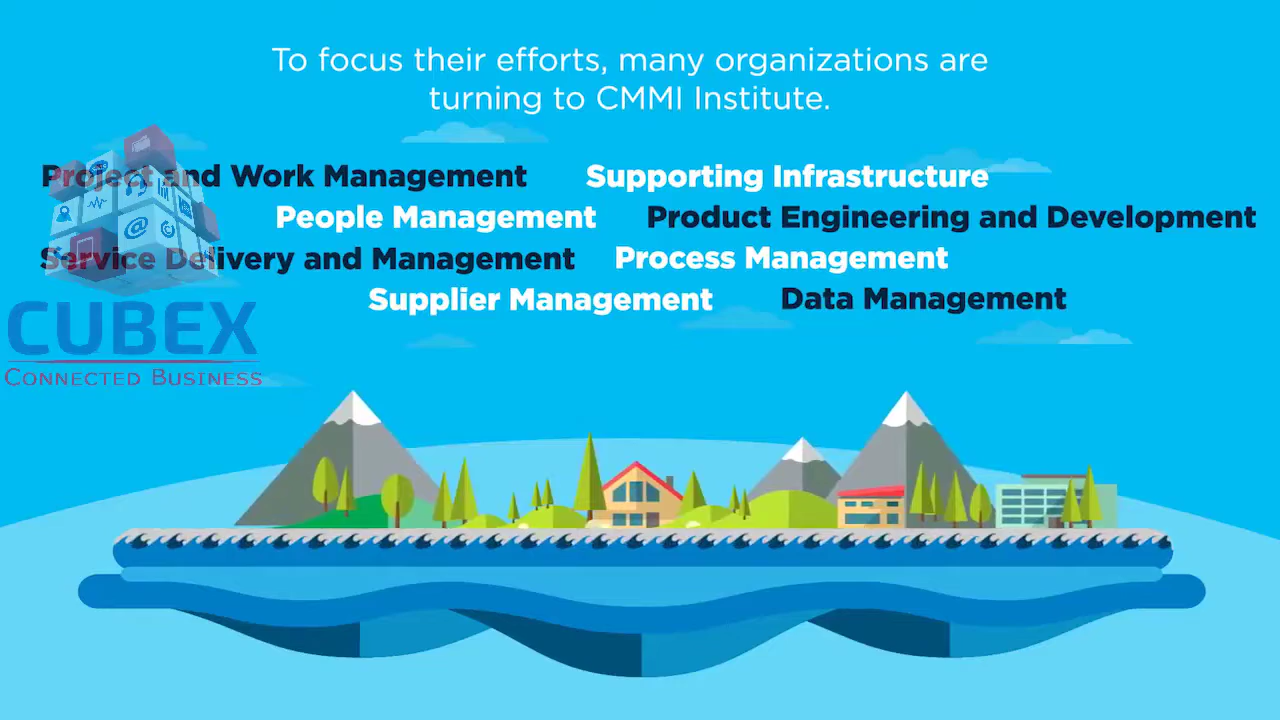 To focus their efforts, many organizations are
turning to CMMI Institute.
Project and Work Management Supporting Infrastructure
People Management Product Engineering and Development
Service Delivery and Management Process Management
Supplier Management Data Management
CUBEX
CONNECTED BUSINESS